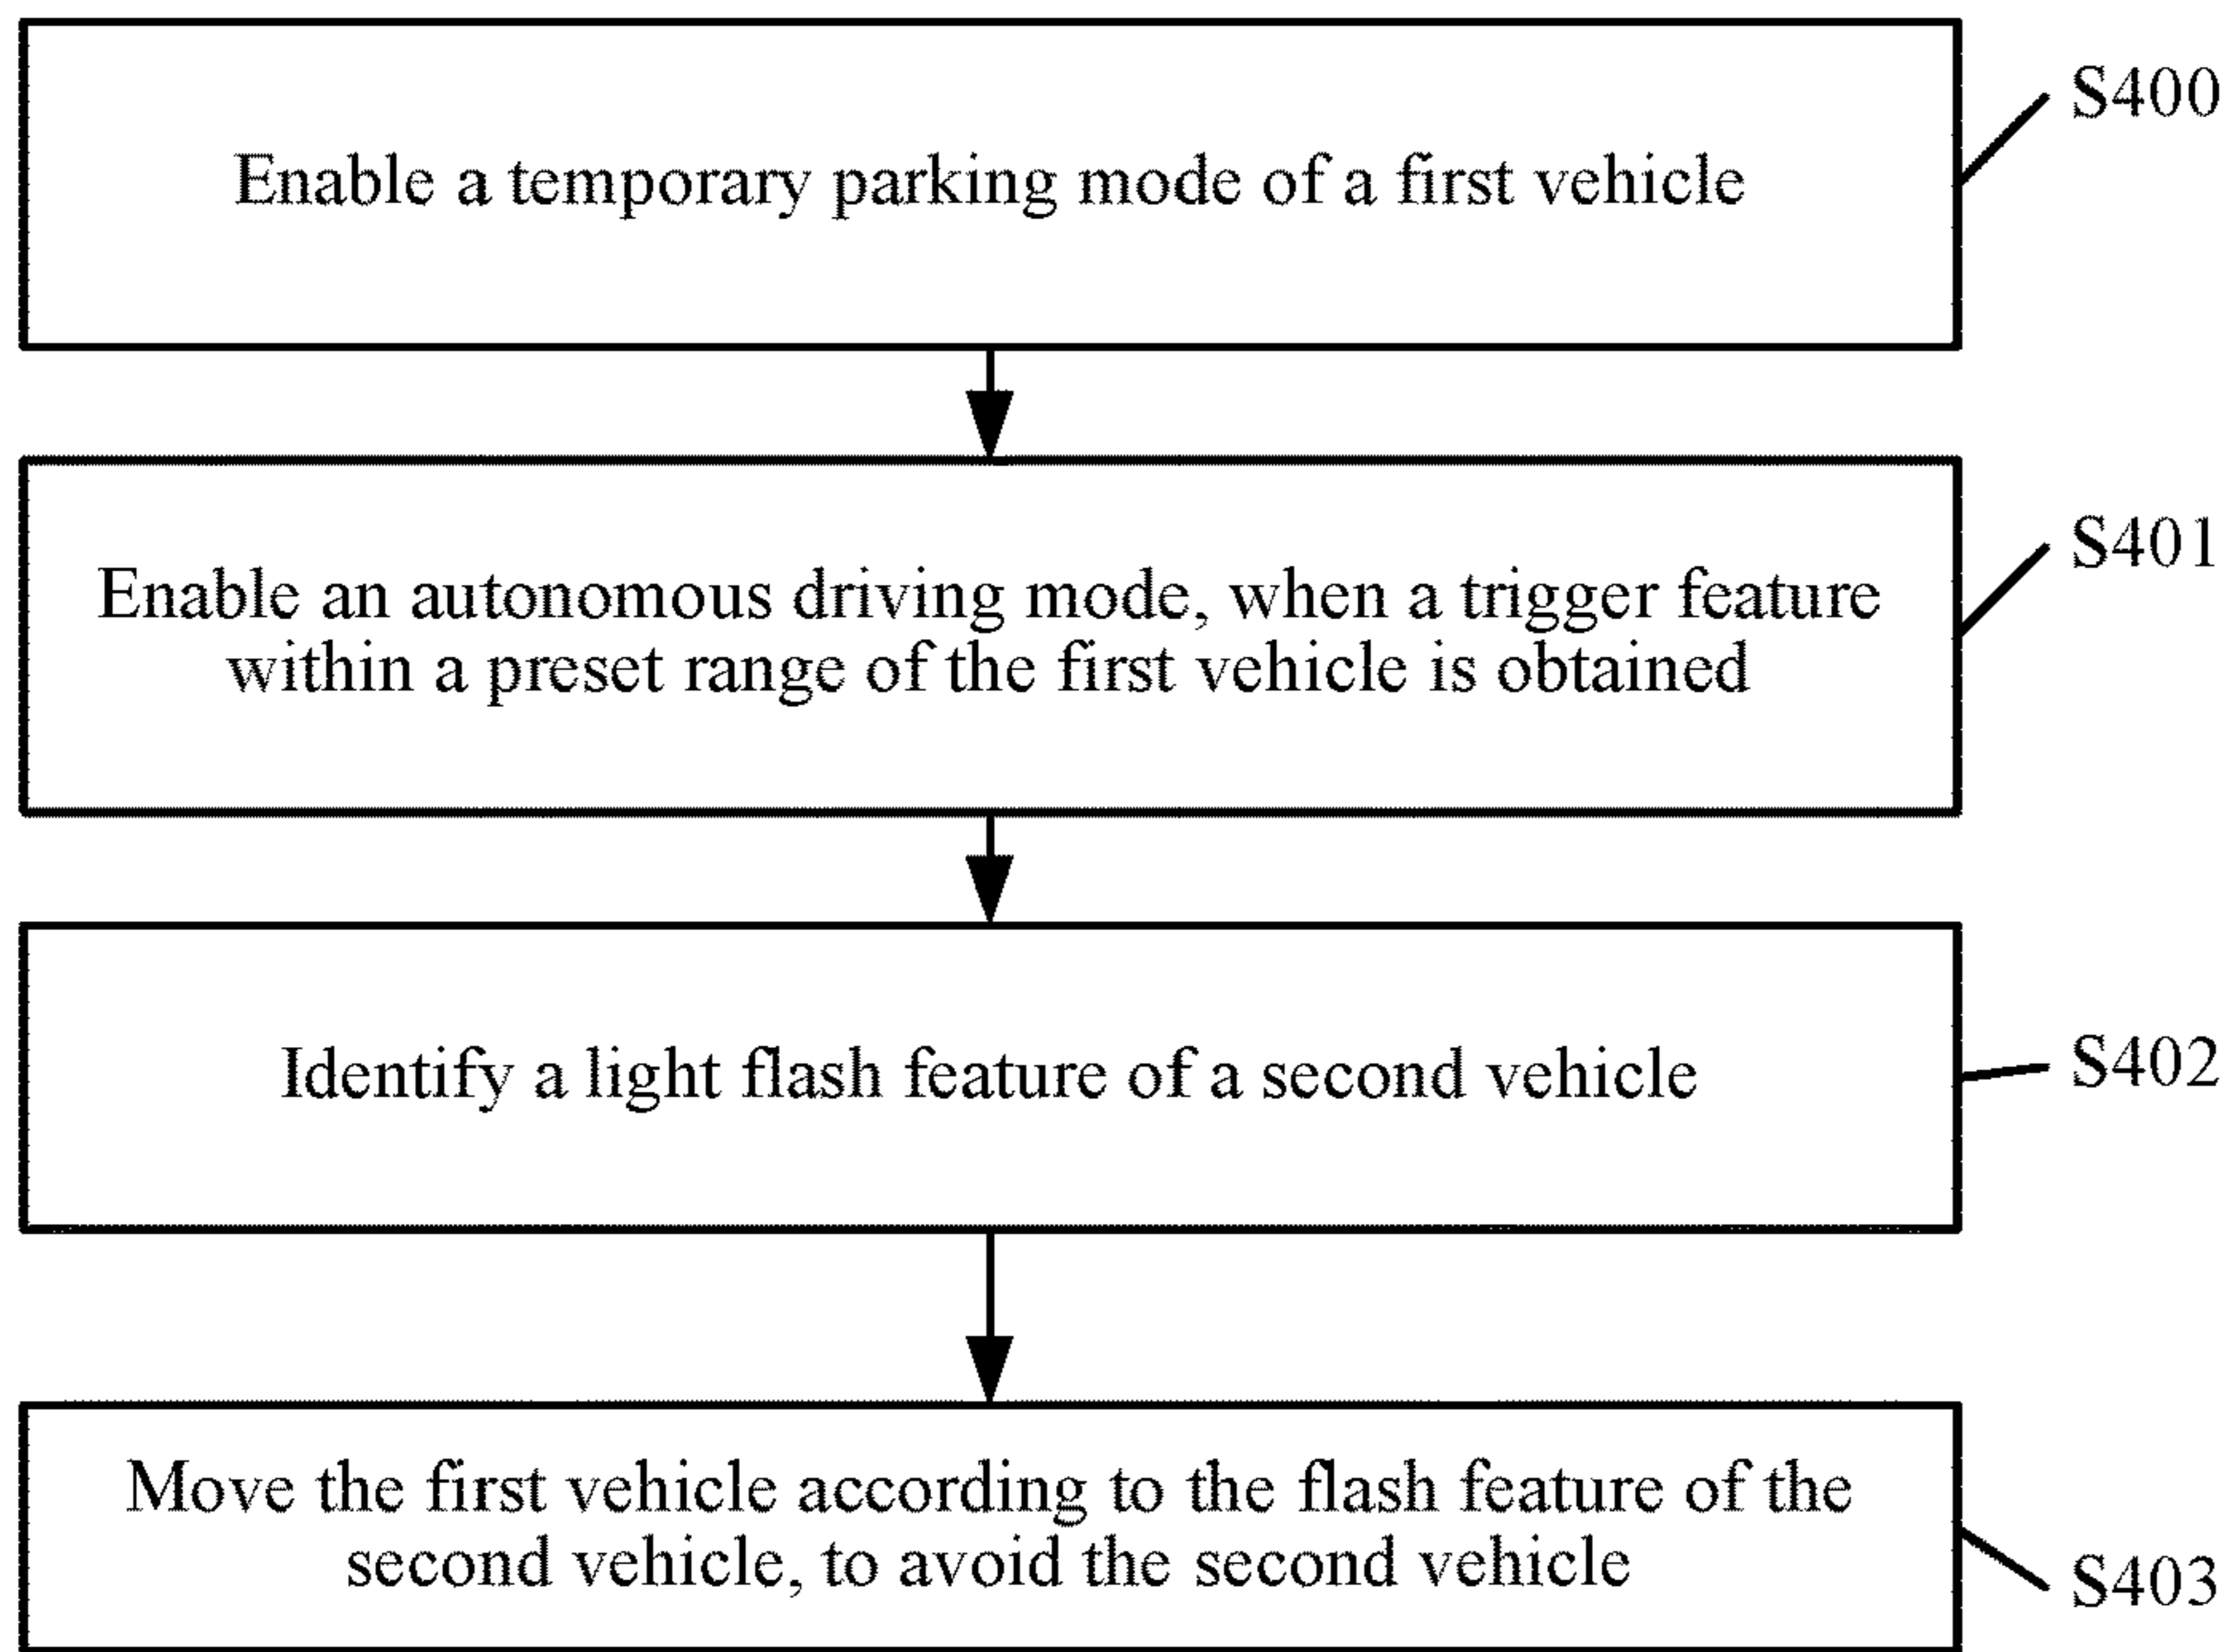 Enable a temporary parking mode of a first vehicle
S400
Enable an autonomous driving mode, when a trigger feature
within a preset range of the first vehicle is obtained
S401
Identify a light flash feature of a second vehicle
S402
Move the first vehicle according to the flash feature of the
second vehicle, to avoid the second vehicle
S403